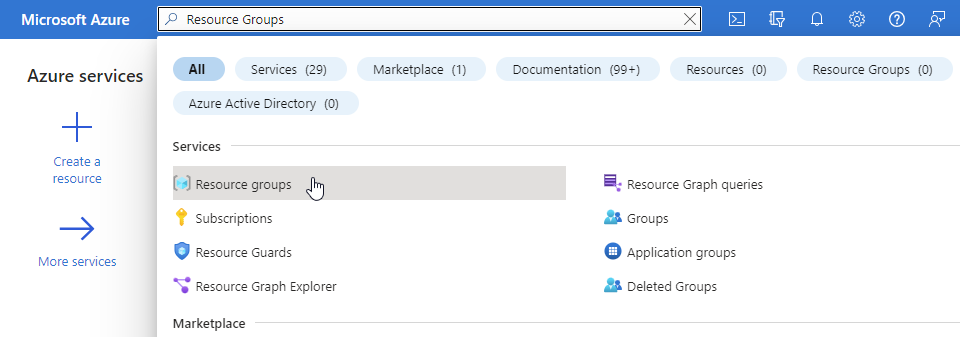 Microsoft Azure
Resource Groups
Azure services
Create a
resource
More services
All
Services (29)
Marketplace (1)
Documentation (99+)
Resources (0)
Resource Groups (0)
Azure Active Directory (0)
Services
Resource groups
Resource Graph queries
Subscriptions
Groups
Resource Guards
Application groups
Resource Graph Explorer
Deleted Groups
Marketplace